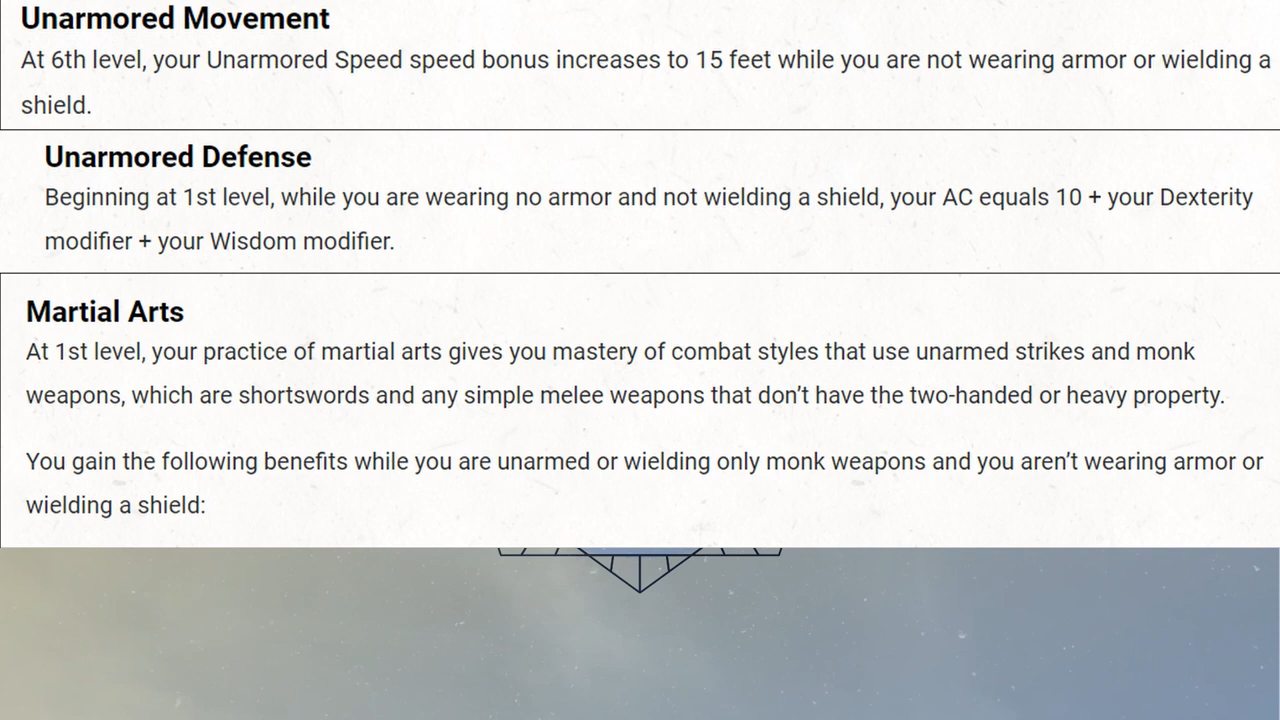 Unarmored Movement
At 6th level, your Unarmored Speed speed bonus increases to 15 feet while you are not wearing armor or wielding a
shield.
Unarmored Defense
Beginning at 1st level, while you are wearing no armor and not wielding a shield, your AC equals 10 + your Dexterity
modifier + your Wisdom modifier.
Martial Arts
At 1st level, your practice of martial arts gives you mastery of combat styles that use unarmed strikes and monk
weapons, which are shortswords and any simple melee weapons that don’t have the two-handed or heavy property.
You gain the following benefits while you are unarmed or wielding only monk weapons and you aren’t wearing armor or
wielding a shield: